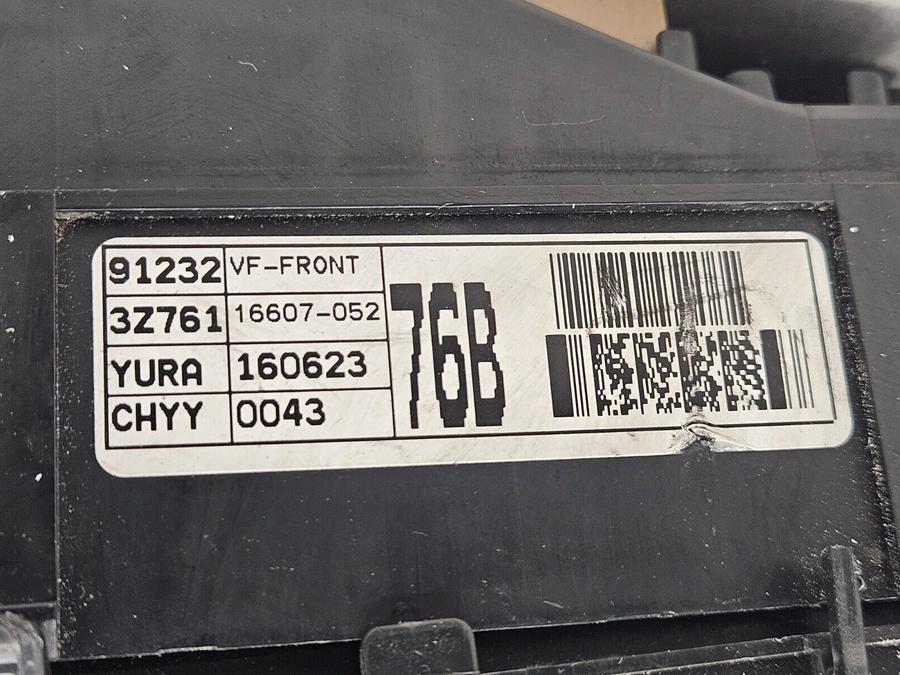 91232 VF-FRONT
3Z761 16607-052
YURA 160623
CHYY 0043
76B